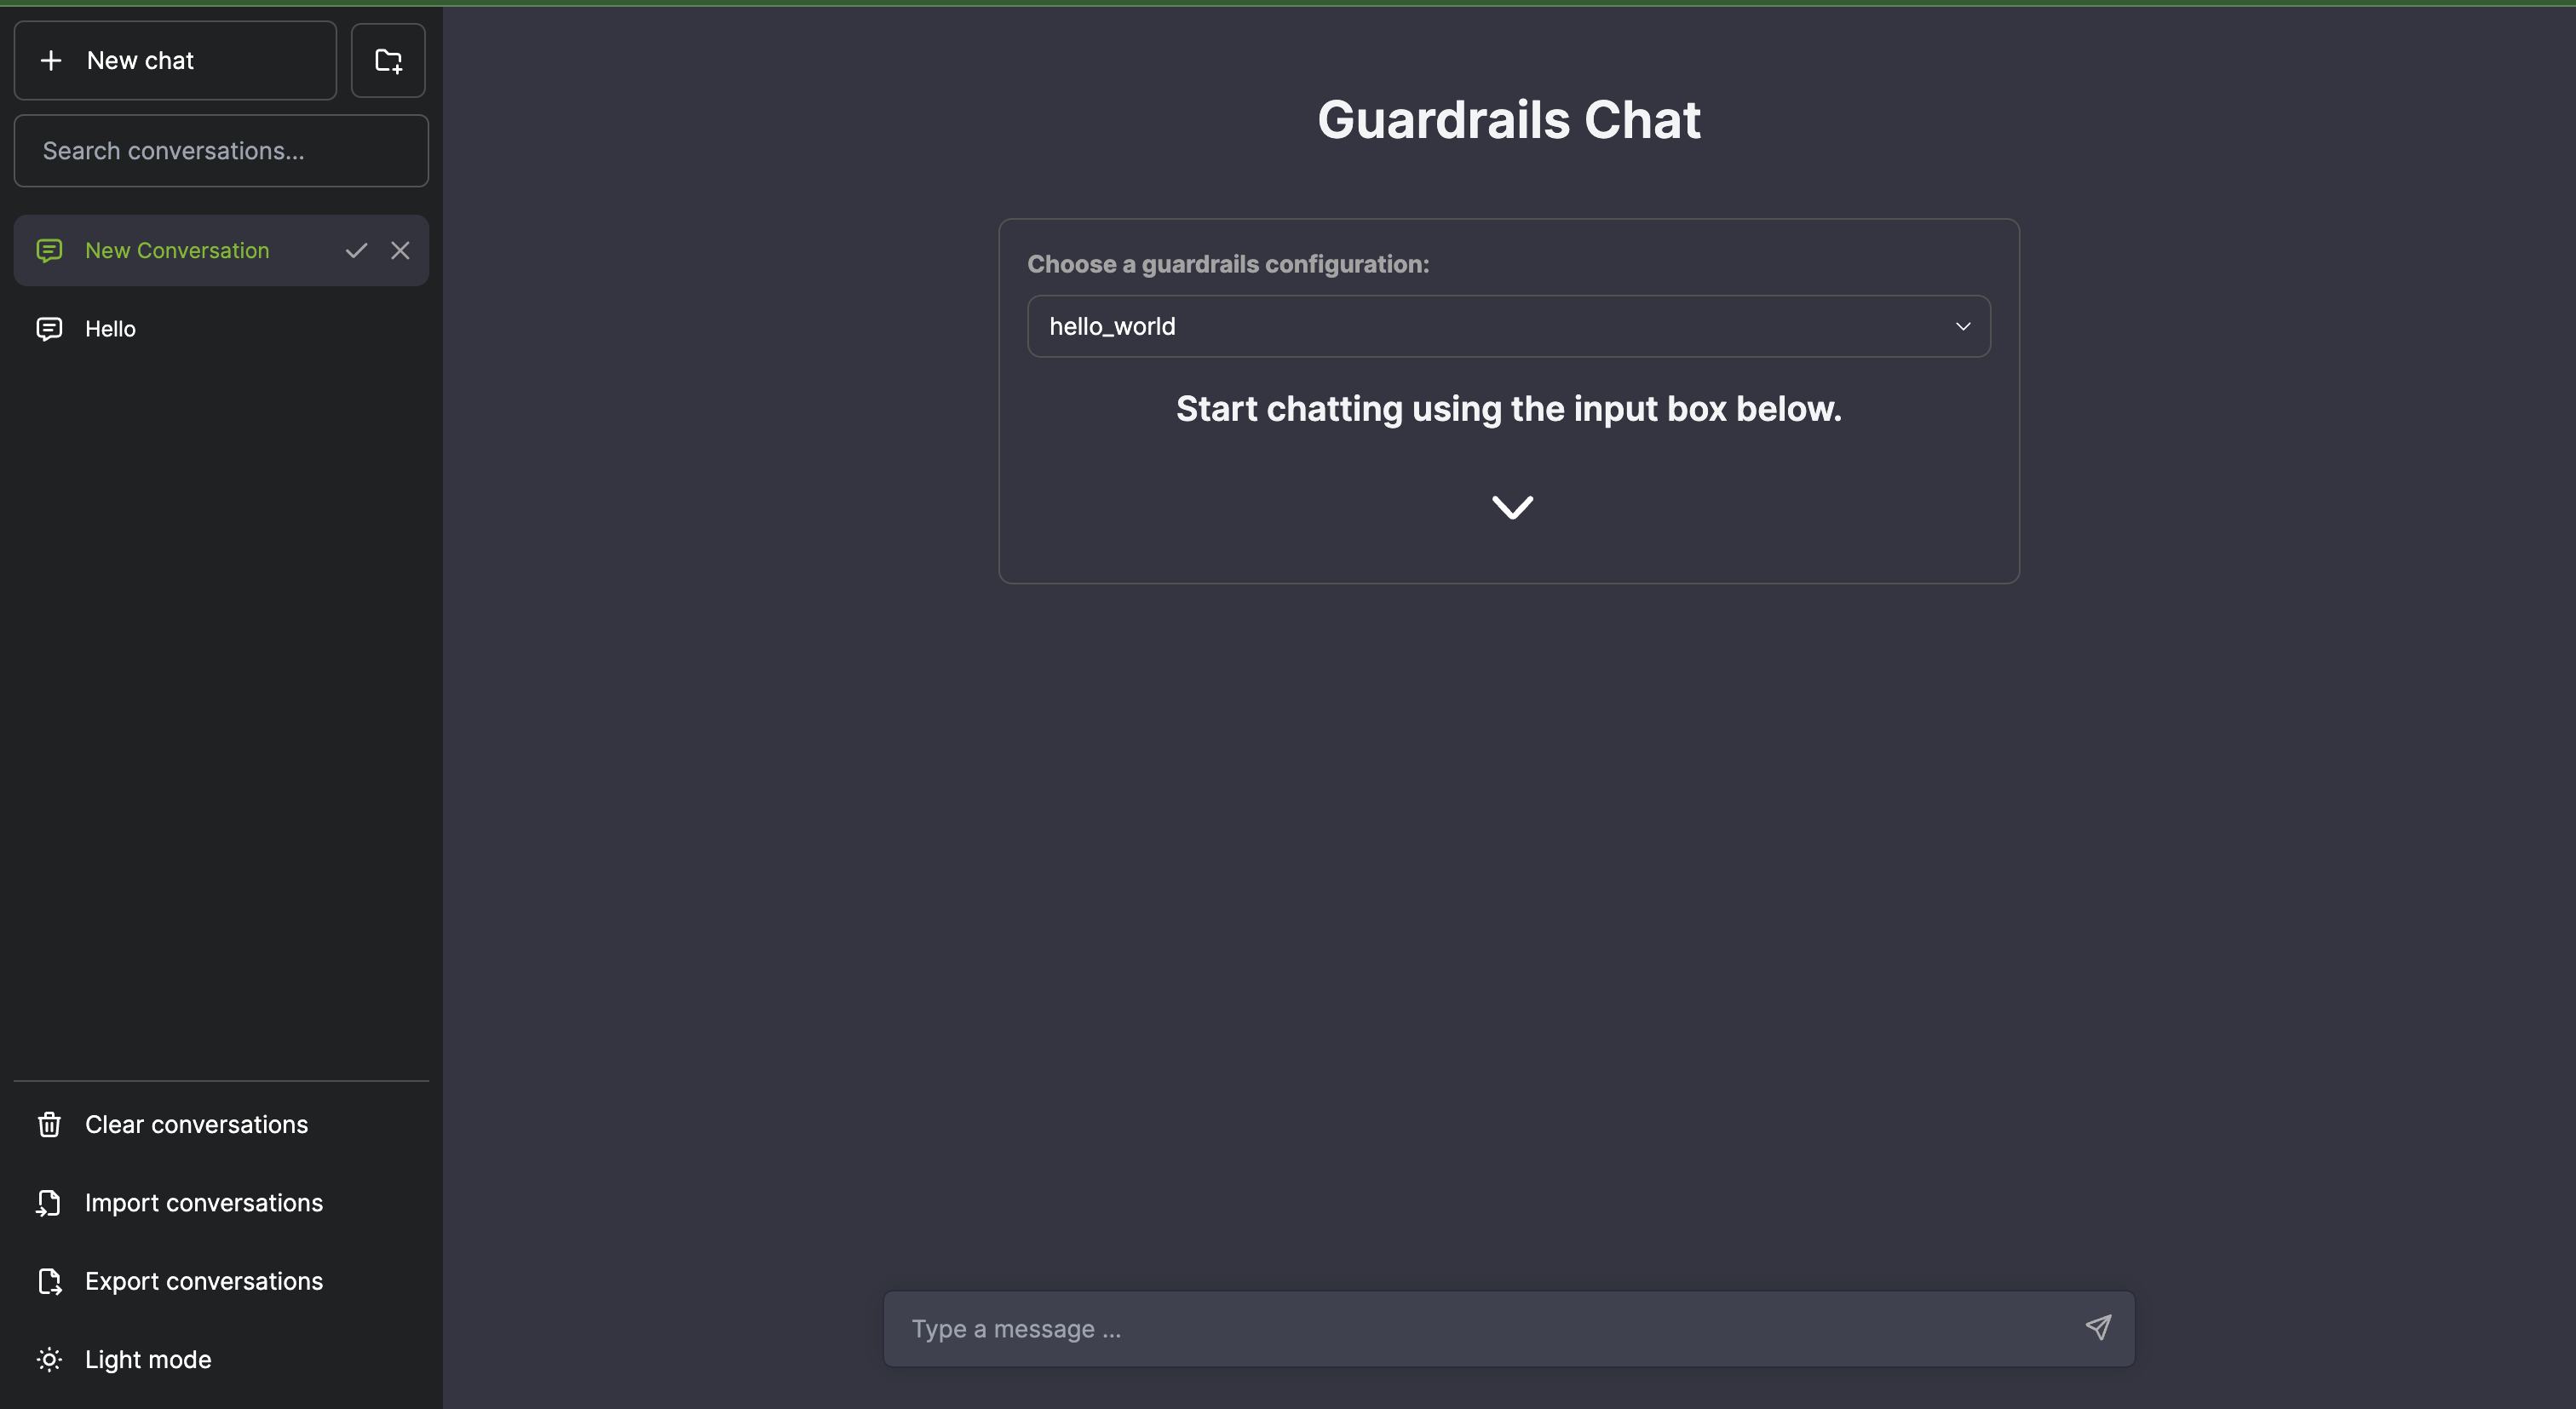 New chat
Search conversations...
New Conversation
Hello
Clear conversations
Import conversations
Export conversations
Light mode
Guardrails Chat
Choose a guardrails configuration:
hello_world
Start chatting using the input box below.
Type a message ...